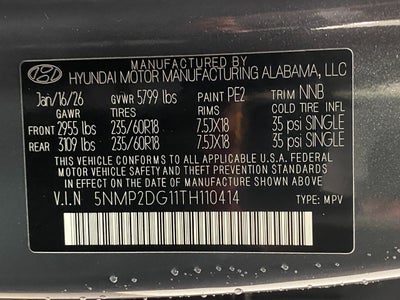 MANUFACTURED BY
HYUNDAI MOTOR MANUFACTURING ALABAMA, LLC
Jan/16/26 GVWR 5799 lbs PAINT PE2 TRIM NNB
GAWR TIRES RIMS COLD TIRE INFL
FRONT 2955 lbs 235/60R18 7.5JX18 35 psi SINGLE
REAR 3109 lbs 235/60R18 7.5JX18 35 psi SINGLE
THIS VEHICLE CONFORMS TO ALL APPLICABLE U.S.A. FEDERAL
MOTOR VEHICLE SAFETY AND THEFT PREVENTION STANDARDS
IN EFFECT ON THE DATE OF MANUFACTURE SHOWN ABOVE.
V.I.N 5NMP2DG11TH110414 TYPE: MPV